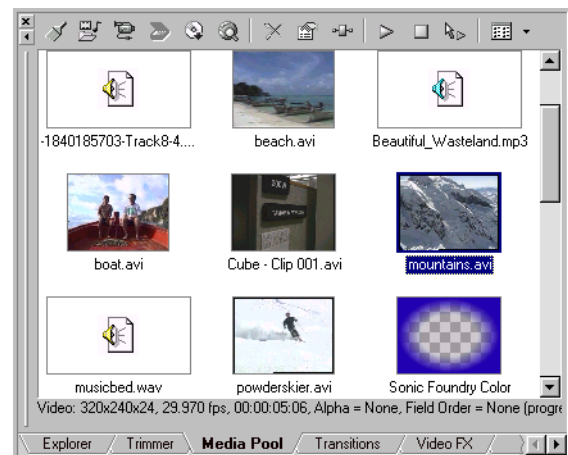 -1840185703-Track8-4....
beach.avi
Beautiful_Wasteland.mp3
boat.avi
Cube - Clip 001.avi
mountains.avi
musicbed.wav
powderskier.avi
Sonic Foundry Color
Video: 320x240x24, 29.970 fps, 00:00:05:06, Alpha = None, Field Order = None (progre
Explorer
Trimmer
Media Pool
Transitions
Video FX